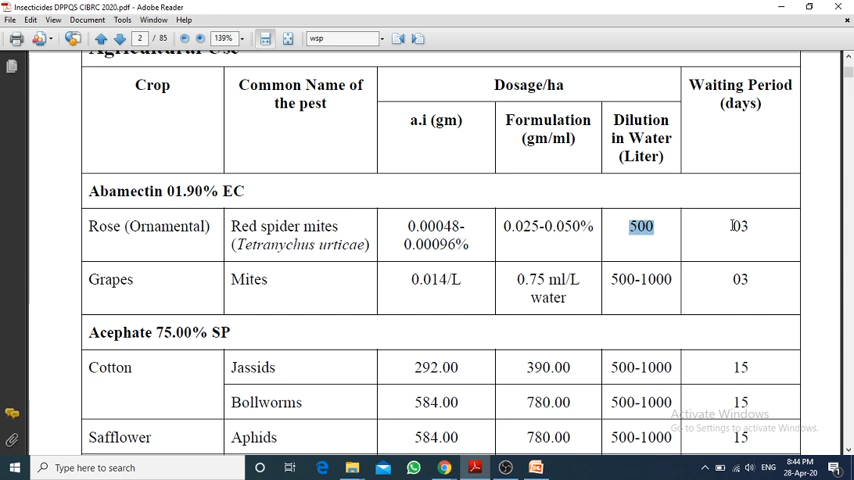 Insecticides DPPQS CIBRC 2020.pdf - Adobe Reader
File Edit View Document Tools Window Help
2 / 85 139% wsp
Agricultural Use
Crop
Common Name of the pest
Dosage/ha
Waiting Period (days)
a.i (gm)
Formulation (gm/ml)
Dilution in Water (Liter)
Abamectin 01.90% EC
Rose (Ornamental) Red spider mites 0.00048- 0.025-0.050% 500 03
(Tetranychus urticae) 0.00096%
Grapes Mites 0.014/L 0.75 ml/L 500-1000 03
water
Acephate 75.00% SP
Cotton Jassids 292.00 390.00 500-1000 15
Bollworms 584.00 780.00 500-1000 15
Activate Windows
Go to Settings to activate Windows.
Safflower Aphids 584.00 780.00 500-1000 15
Type here to search
ENG
8:44 PM
28-Apr-20